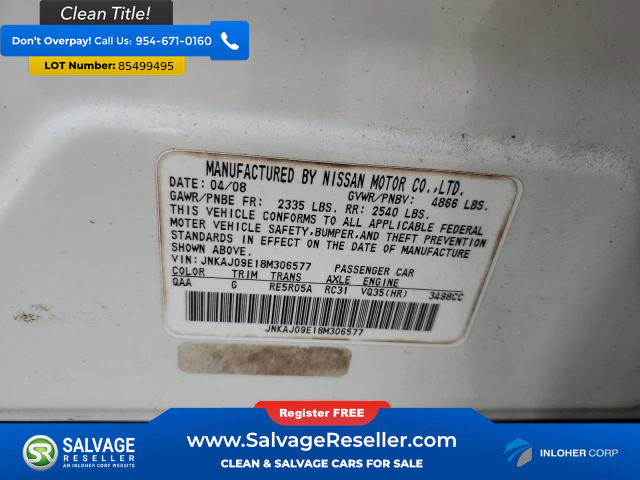 Clean Title!
Don't Overpay! Call Us: 954-671-0160
LOT Number: 85499495
MANUFACTURED BY NISSAN MOTOR CO.,LTD.
DATE: 04/08 GVWR/PNBV: 4866 LBS.
GAWR/PNBE FR: 2335 LBS. RR: 2540 LBS.
THIS VEHICLE CONFORMS TO ALL APPLICABLE FEDERAL
MOTOR VEHICLE SAFETY,BUMPER,AND THEFT PREVENTION
STANDARDS IN EFFECT ON THE DATE OF MANUFACTURE
SHOWN ABOVE.
VIN: JNKAJ09E18M306577 PASSENGER CAR
COLOR TRIM TRANS AXLE ENGINE
QAA G RE5R05A RC31 VQ35(HR) 3498CC
JNKAJ09E18M306577
Register FREE
SR
SALVAGE
RESELLER
AN INLOHER CORP WEBSITE
www.SalvageReseller.com
CLEAN & SALVAGE CARS FOR SALE
INLOHER CORP